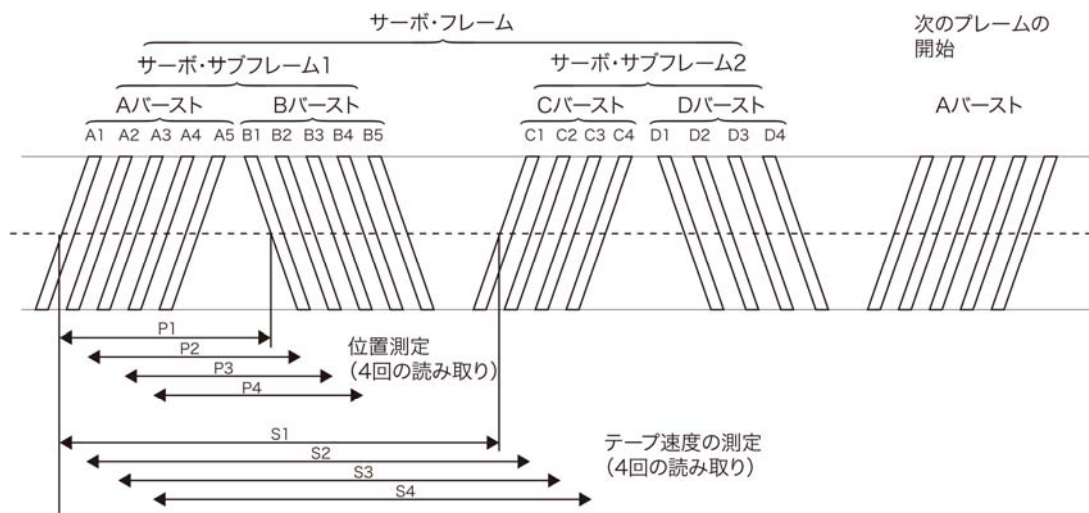 サーボ・フレーム
次のプレームの
開始
サーボ・サブフレーム1
サーボ・サブフレーム2
Aバースト
Bバースト
Cバースト
Dバースト
Aバースト
A1 A2 A3 A4 A5 B1 B2 B3 B4 B5
C1 C2 C3 C4 D1 D2 D3 D4
P1
P2
P3
P4
位置測定
(4回の読み取り)
S1
S2
S3
S4
テープ速度の測定
(4回の読み取り)